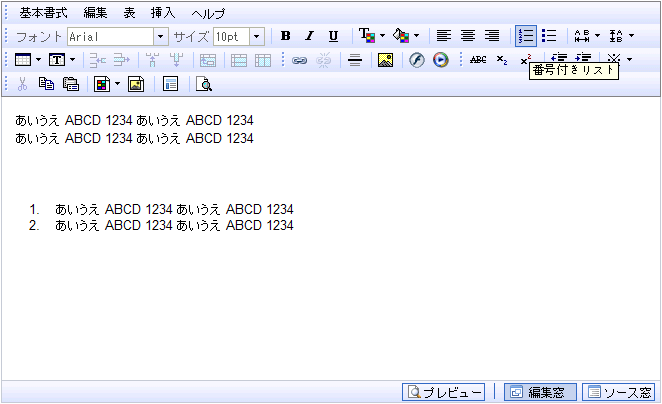 基本書式 編集 表 挿入 ヘルプ
フォント Arial サイズ 10pt B I U T AB AB
T ABC x₂ x²
番号付きリスト
あいうえ ABCD 1234 あいうえ ABCD 1234
あいうえ ABCD 1234 あいうえ ABCD 1234
1. あいうえ ABCD 1234 あいうえ ABCD 1234
2. あいうえ ABCD 1234 あいうえ ABCD 1234
プレビュー 編集窓 ソース窓